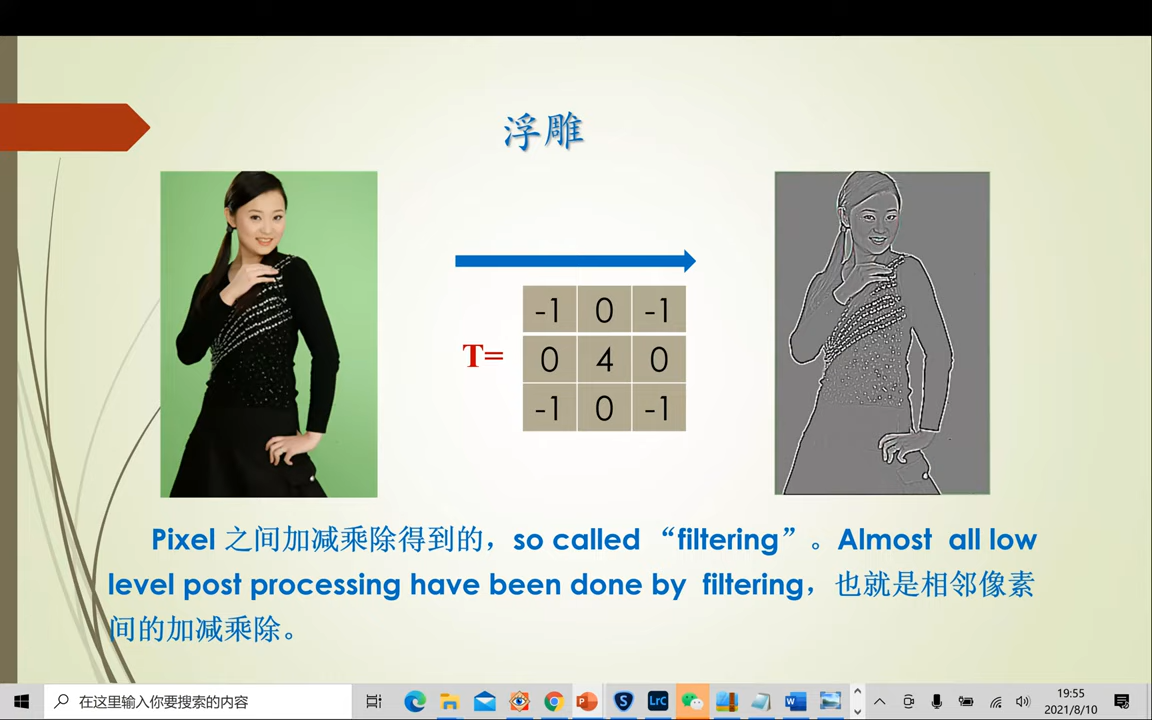 浮雕
T=
-1 0 -1
0 4 0
-1 0 -1
Pixel 之间加减乘除得到的，so called “filtering”。Almost all low
level post processing have been done by filtering，也就是相邻像素
间的加减乘除。
在这里输入你要搜索的内容
LrC
19:55
2021/8/10